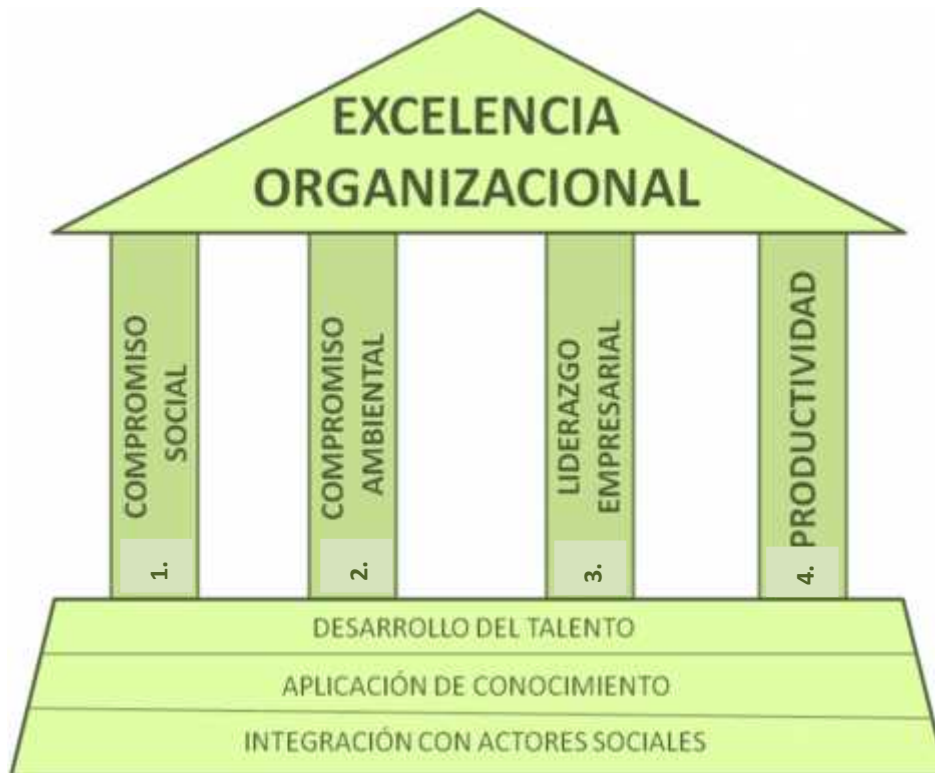 EXCELENCIA
ORGANIZACIONAL
COMPROMISO
SOCIAL
1.
COMPROMISO
AMBIENTAL
2.
LIDERAZGO
EMPRESARIAL
3.
PRODUCTIVIDAD
4.
DESARROLLO DEL TALENTO
APLICACIÓN DE CONOCIMIENTO
INTEGRACIÓN CON ACTORES SOCIALES